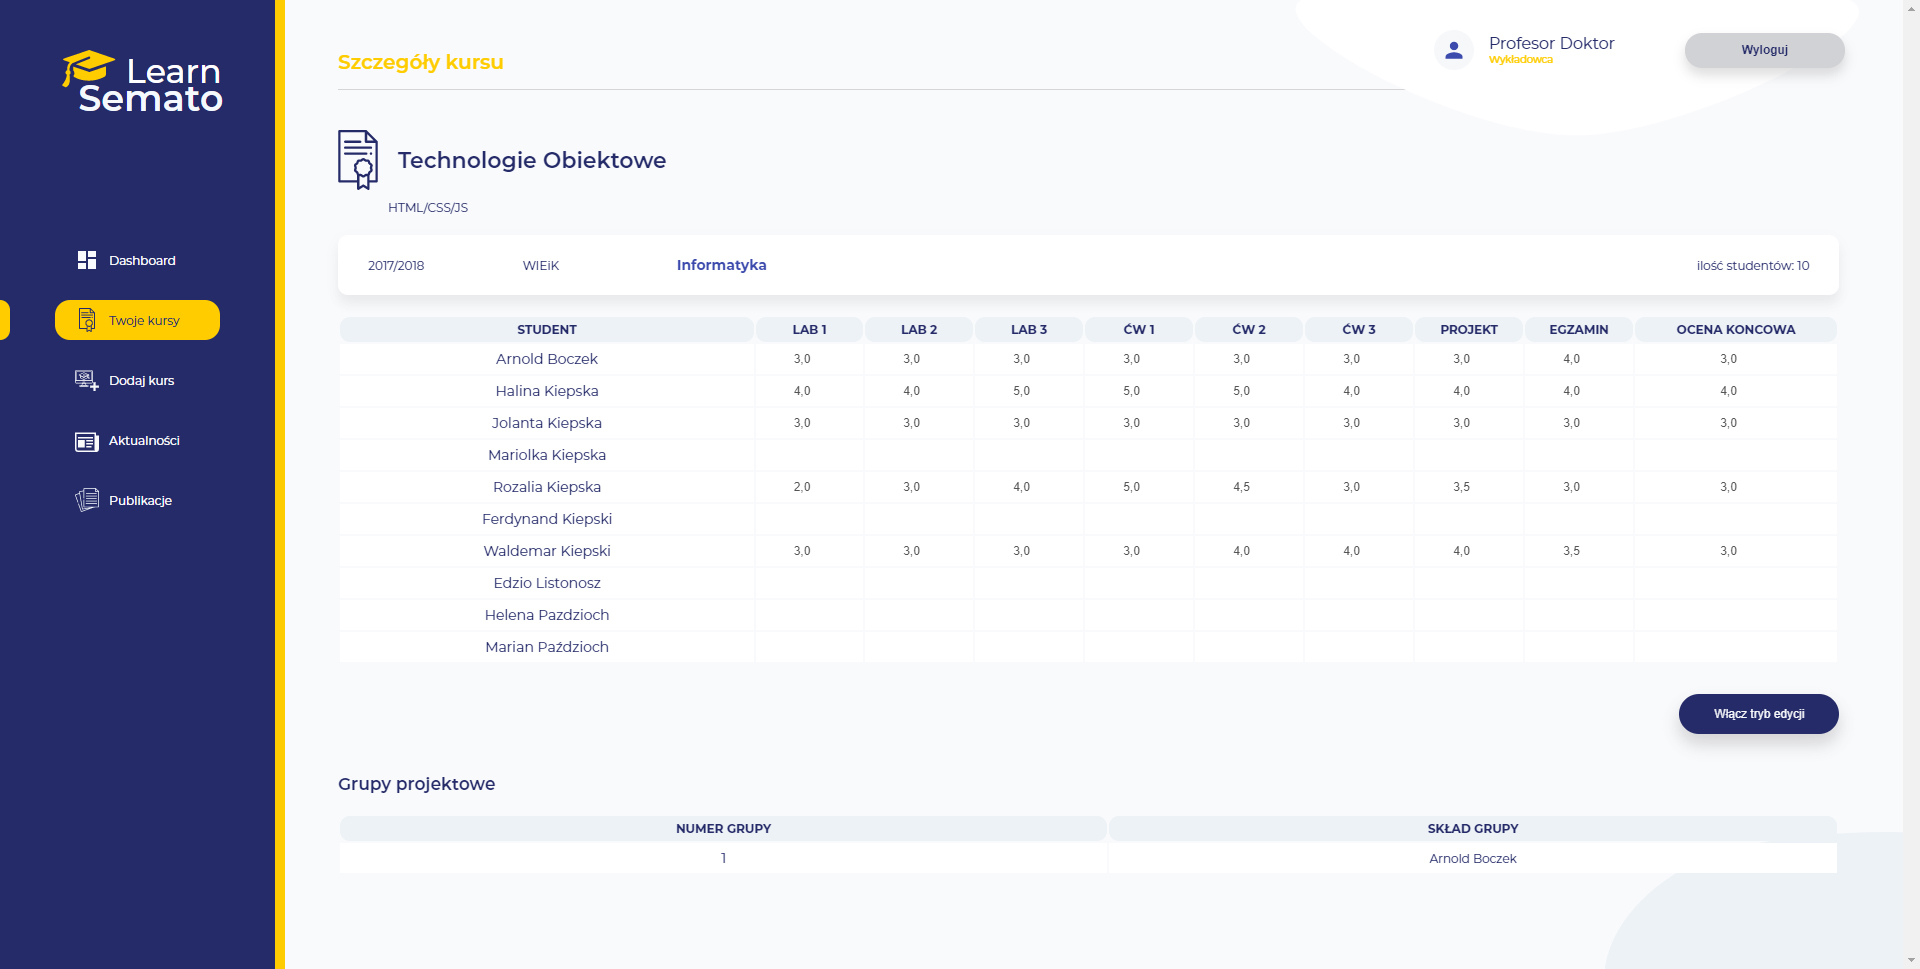 Learn
Semato
Szczegóły kursu
Profesor Doktor
Wykładowca
Wyloguj
Technologie Obiektowe
HTML/CSS/JS
Dashboard
Twoje kursy
Dodaj kurs
Aktualności
Publikacje
2017/2018 WIEiK Informatyka ilość studentów: 10
STUDENT LAB 1 LAB 2 LAB 3 ĆW 1 ĆW 2 ĆW 3 PROJEKT EGZAMIN OCENA KONCOWA
Arnold Boczek 3,0 3,0 3,0 3,0 3,0 3,0 3,0 4,0 3,0
Halina Kiepska 4,0 4,0 5,0 5,0 5,0 4,0 4,0 4,0 4,0
Jolanta Kiepska 3,0 3,0 3,0 3,0 3,0 3,0 3,0 3,0 3,0
Mariolka Kiepska
Rozalia Kiepska 2,0 3,0 4,0 5,0 4,5 3,0 3,5 3,0 3,0
Ferdynand Kiepski
Waldemar Kiepski 3,0 3,0 3,0 3,0 4,0 4,0 4,0 3,5 3,0
Edzio Listonosz
Helena Pazdzioch
Marian Paździoch
Włącz tryb edycji
Grupy projektowe
NUMER GRUPY SKŁAD GRUPY
1 Arnold Boczek